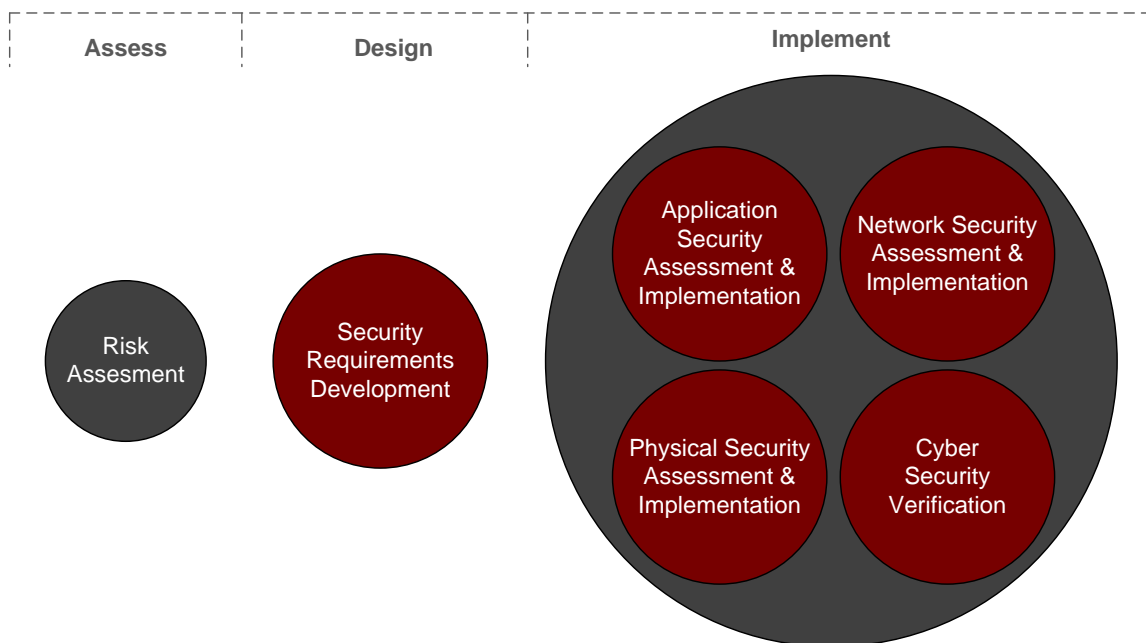 Assess
Design
Implement
Risk
Assesment
Security
Requirements
Development
Application
Security
Assessment &
Implementation
Network Security
Assessment &
Implementation
Physical Security
Assessment &
Implementation
Cyber
Security
Verification